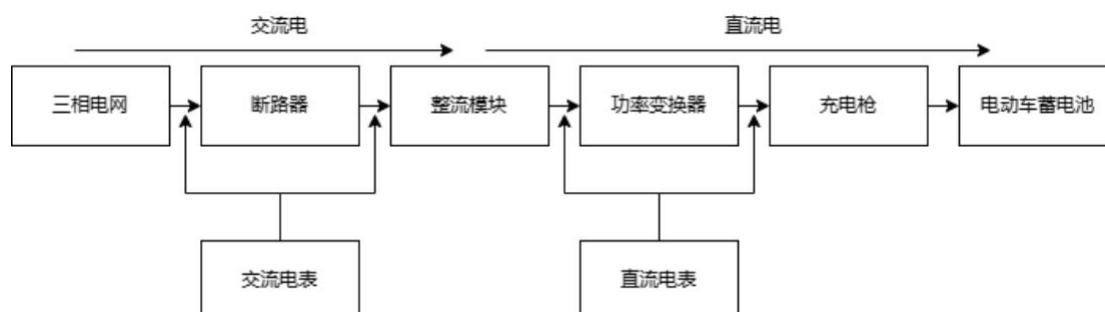 交流电
直流电
三相电网
断路器
整流模块
功率变换器
充电枪
电动车蓄电池
交流电表
直流电表